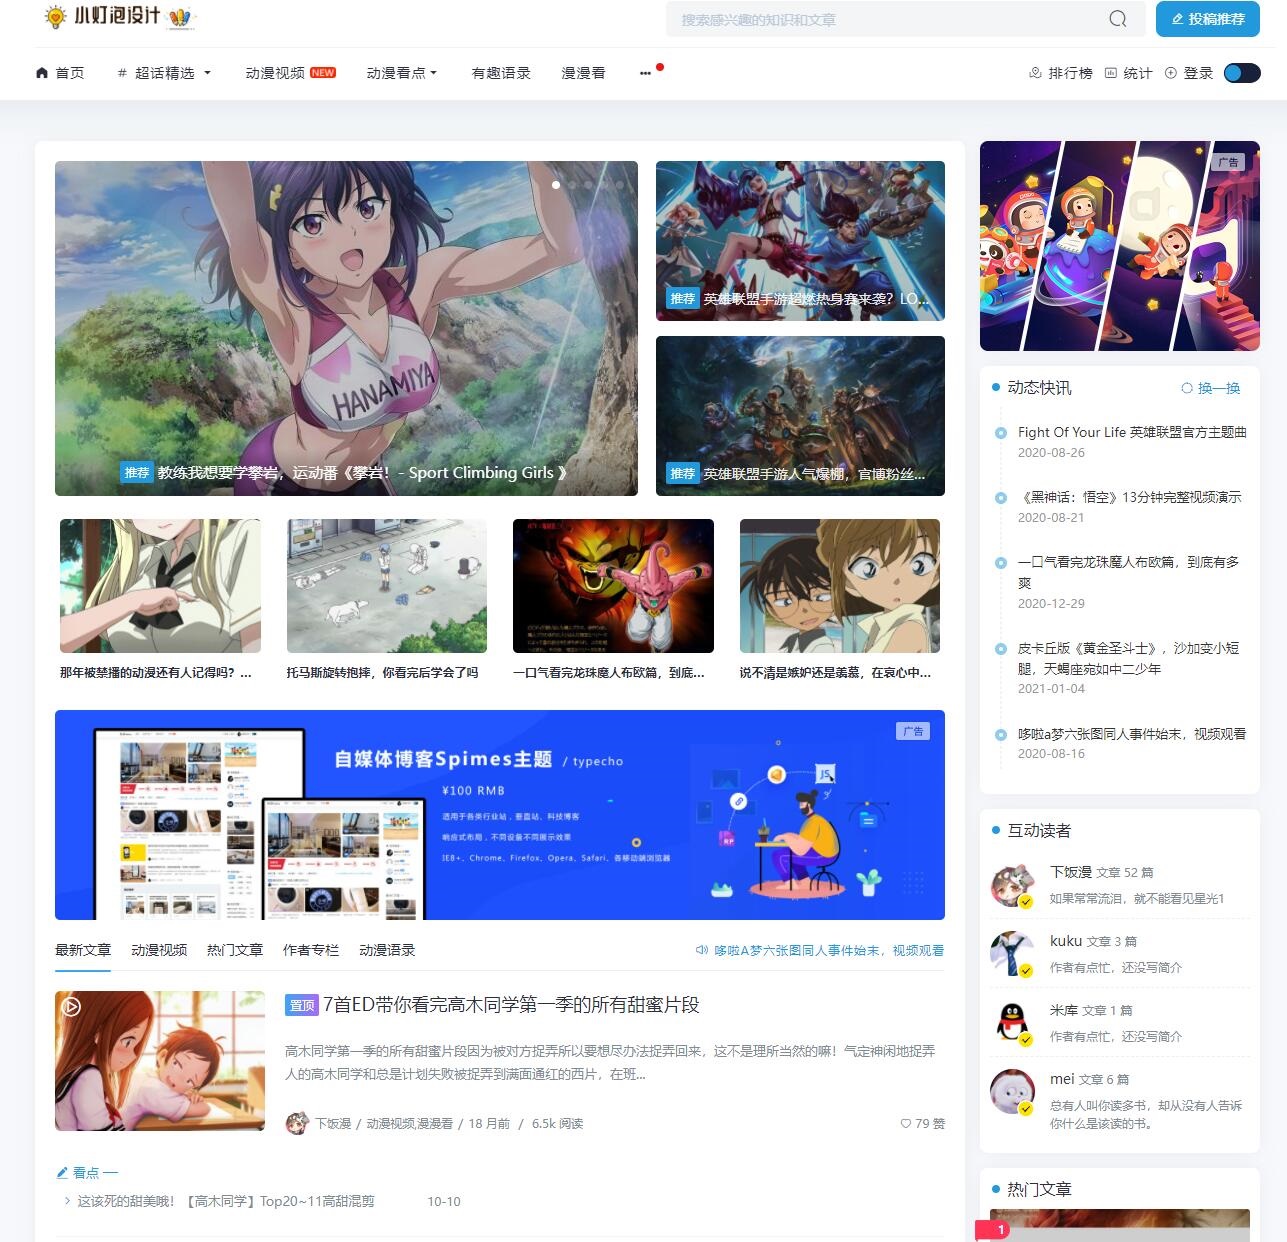 小灯泡设计
搜索感兴趣的知识和文章
投稿推荐
首页
# 超话精选
动漫视频 NEW
动漫看点
有趣语录
漫漫看
•••
排行榜
统计
登录
HANAMIYA
推荐 教练我想要学攀岩，运动番《攀岩！- Sport Climbing Girls 》
推荐 英雄联盟手游超燃热身赛来袭？LO...
推荐 英雄联盟手游人气爆棚，官博粉丝...
那年被禁播的动漫还有人记得吗？...
托马斯旋转抱摔，你看完后学会了吗
一口气看完龙珠魔人布欧篇，到底...
说不清是嫉妒还是羡慕，在哀心中...
广告
自媒体博客Spimes主题 / typecho
¥100 RMB
适用于各类行业站，垂直站、科技博客
响应式布局，不同设备不同展示效果
IE8+、Chrome、Firefox、Opera、Safari、各移动端浏览器
JS
RP
最新文章
动漫视频
热门文章
作者专栏
动漫语录
哆啦A梦六张图同人事件始末，视频观看
置顶 7首ED带你看完高木同学第一季的所有甜蜜片段
高木同学第一季的所有甜蜜片段因为被对方捉弄所以要想尽办法捉弄回来，这不是理所当然的嘛！气定神闲地捉弄
人的高木同学和总是计划失败被捉弄到满面通红的西片，在班...
下饭漫 / 动漫视频,漫漫看 / 18 月前 / 6.5k 阅读
79 赞
看点 —
这该死的甜美哦！【高木同学】Top20~11高甜混剪
10-10
广告
动态快讯
换一换
Fight Of Your Life 英雄联盟官方主题曲
2020-08-26
《黑神话：悟空》13分钟完整视频演示
2020-08-21
一口气看完龙珠魔人布欧篇，到底有多
爽
2020-12-29
皮卡丘版《黄金圣斗士》，沙加变小短
腿，天蝎座宛如中二少年
2021-01-04
哆啦a梦六张图同人事件始末，视频观看
2020-08-16
互动读者
下饭漫 文章 52 篇
如果常常流泪，就不能看见星光1
kuku 文章 3 篇
作者有点忙，还没写简介
米库 文章 1 篇
作者有点忙，还没写简介
mei 文章 6 篇
总有人叫你读多书，却从没有人告诉
你什么是该读的书。
热门文章
1